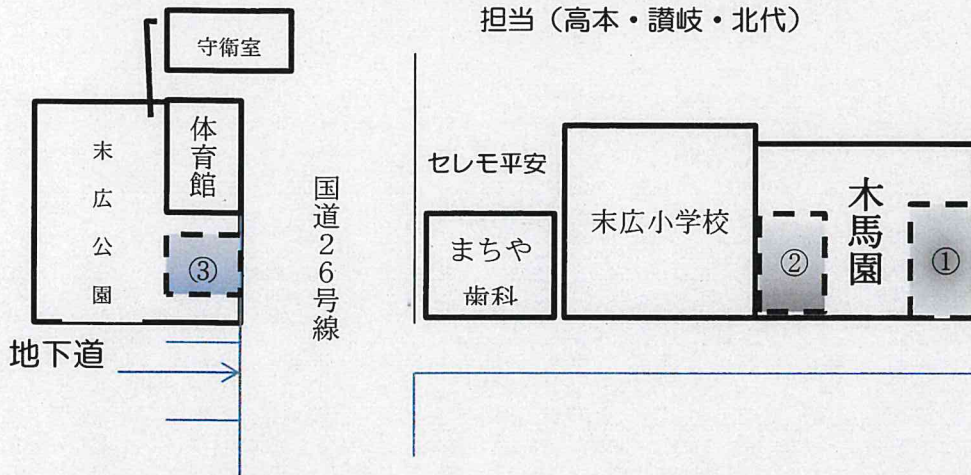 担当（高本・讃岐・北代）
守衛室
末広公園
体育館
③
国道２６号線
セレモ平安
まちや
歯科
末広小学校
②
木馬園
①
地下道